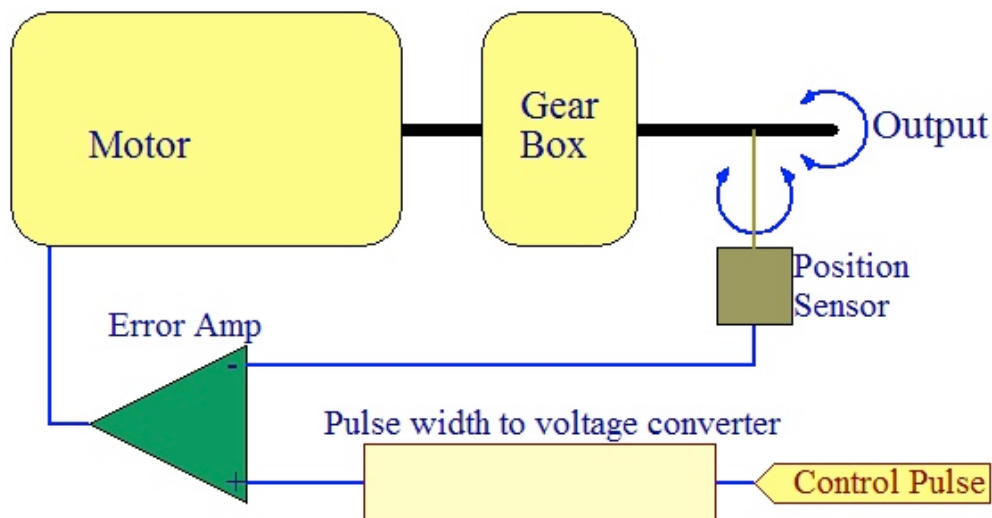 Motor
Gear
Box
Output
Position
Sensor
Error Amp
-
+
Pulse width to voltage converter
Control Pulse